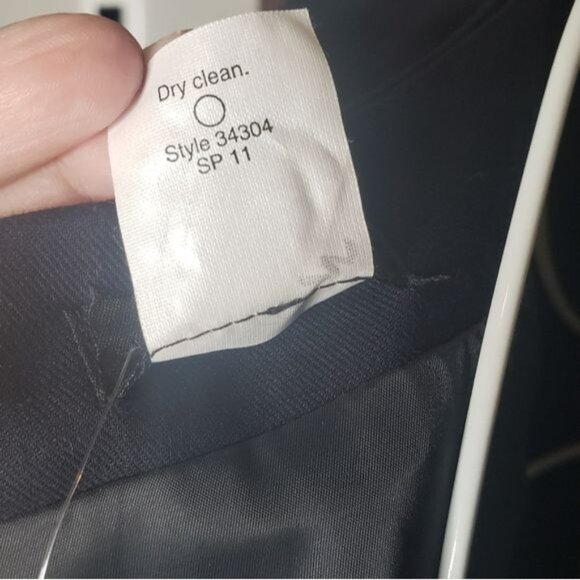 Dry clean.
Style 34304
SP 11